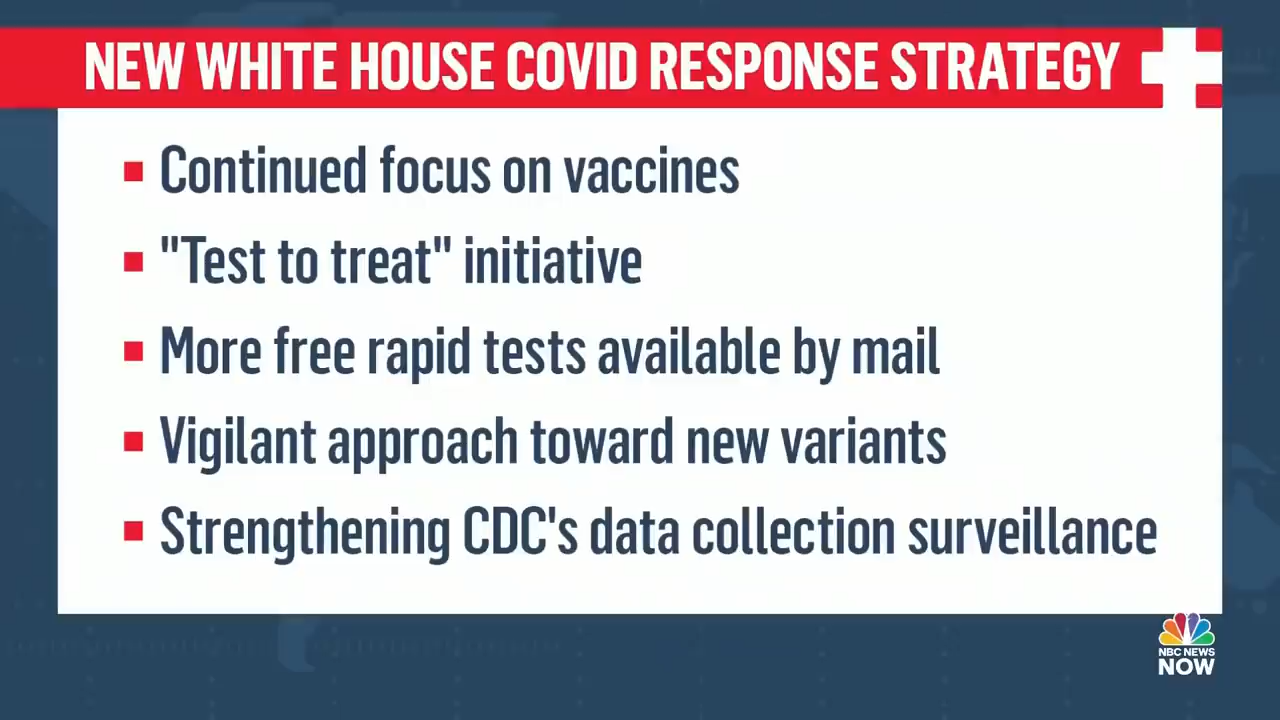 NEW WHITE HOUSE COVID RESPONSE STRATEGY
Continued focus on vaccines
"Test to treat" initiative
More free rapid tests available by mail
Vigilant approach toward new variants
Strengthening CDC's data collection surveillance
NBC NEWS
NOW